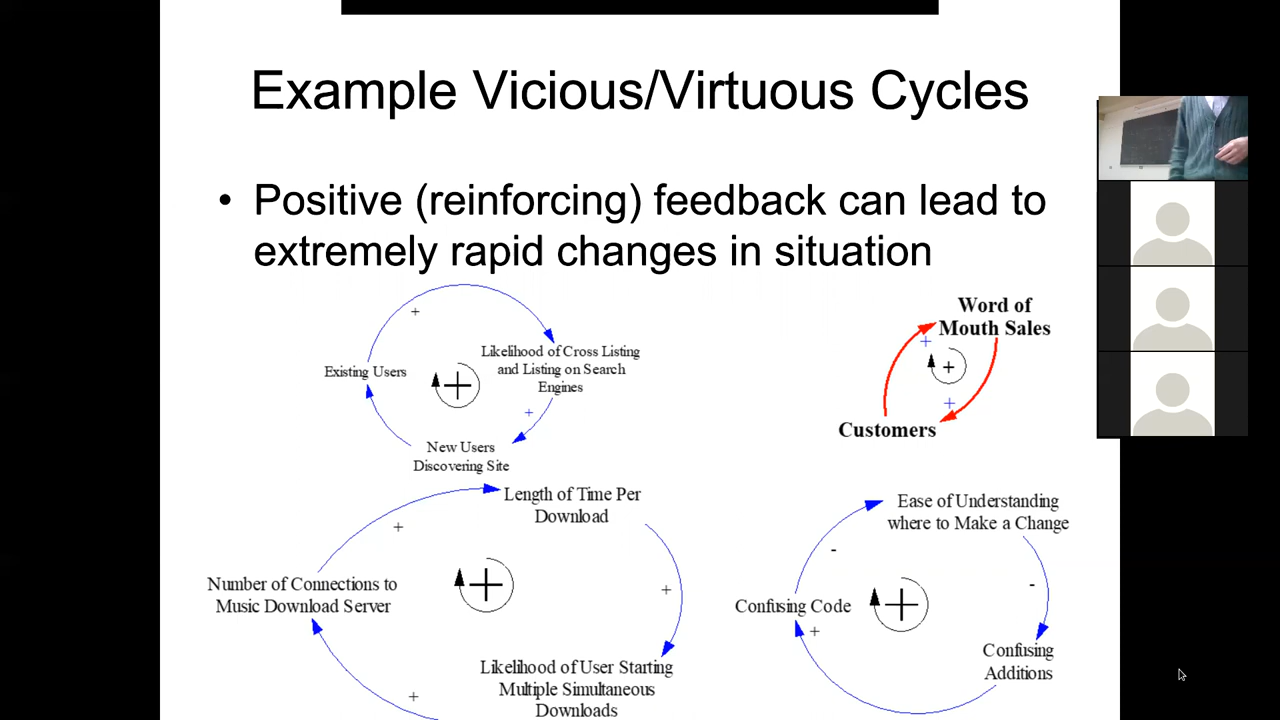 Example Vicious/Virtuous Cycles
• Positive (reinforcing) feedback can lead to
extremely rapid changes in situation
+
Existing Users
Likelihood of Cross Listing
and Listing on Search
Engines
+
+
New Users
Discovering Site
Word of
Mouth Sales
+
+
+
Customers
Length of Time Per
Download
+
Number of Connections to
Music Download Server
+
+
Likelihood of User Starting
Multiple Simultaneous
Downloads
+
Ease of Understanding
where to Make a Change
-
-
Confusing Code
+
+
Confusing
Additions